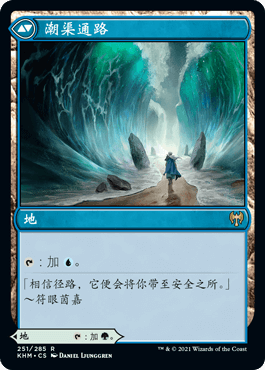 潮渠通路
地
：加 。
「相信径路，它便会将你带至安全之所。」
～符眼茵嘉
地 ：加 。
251/285 R
KHM • CS DANIEL LJUNGGREN
™ & © 2021 Wizards of the Coast